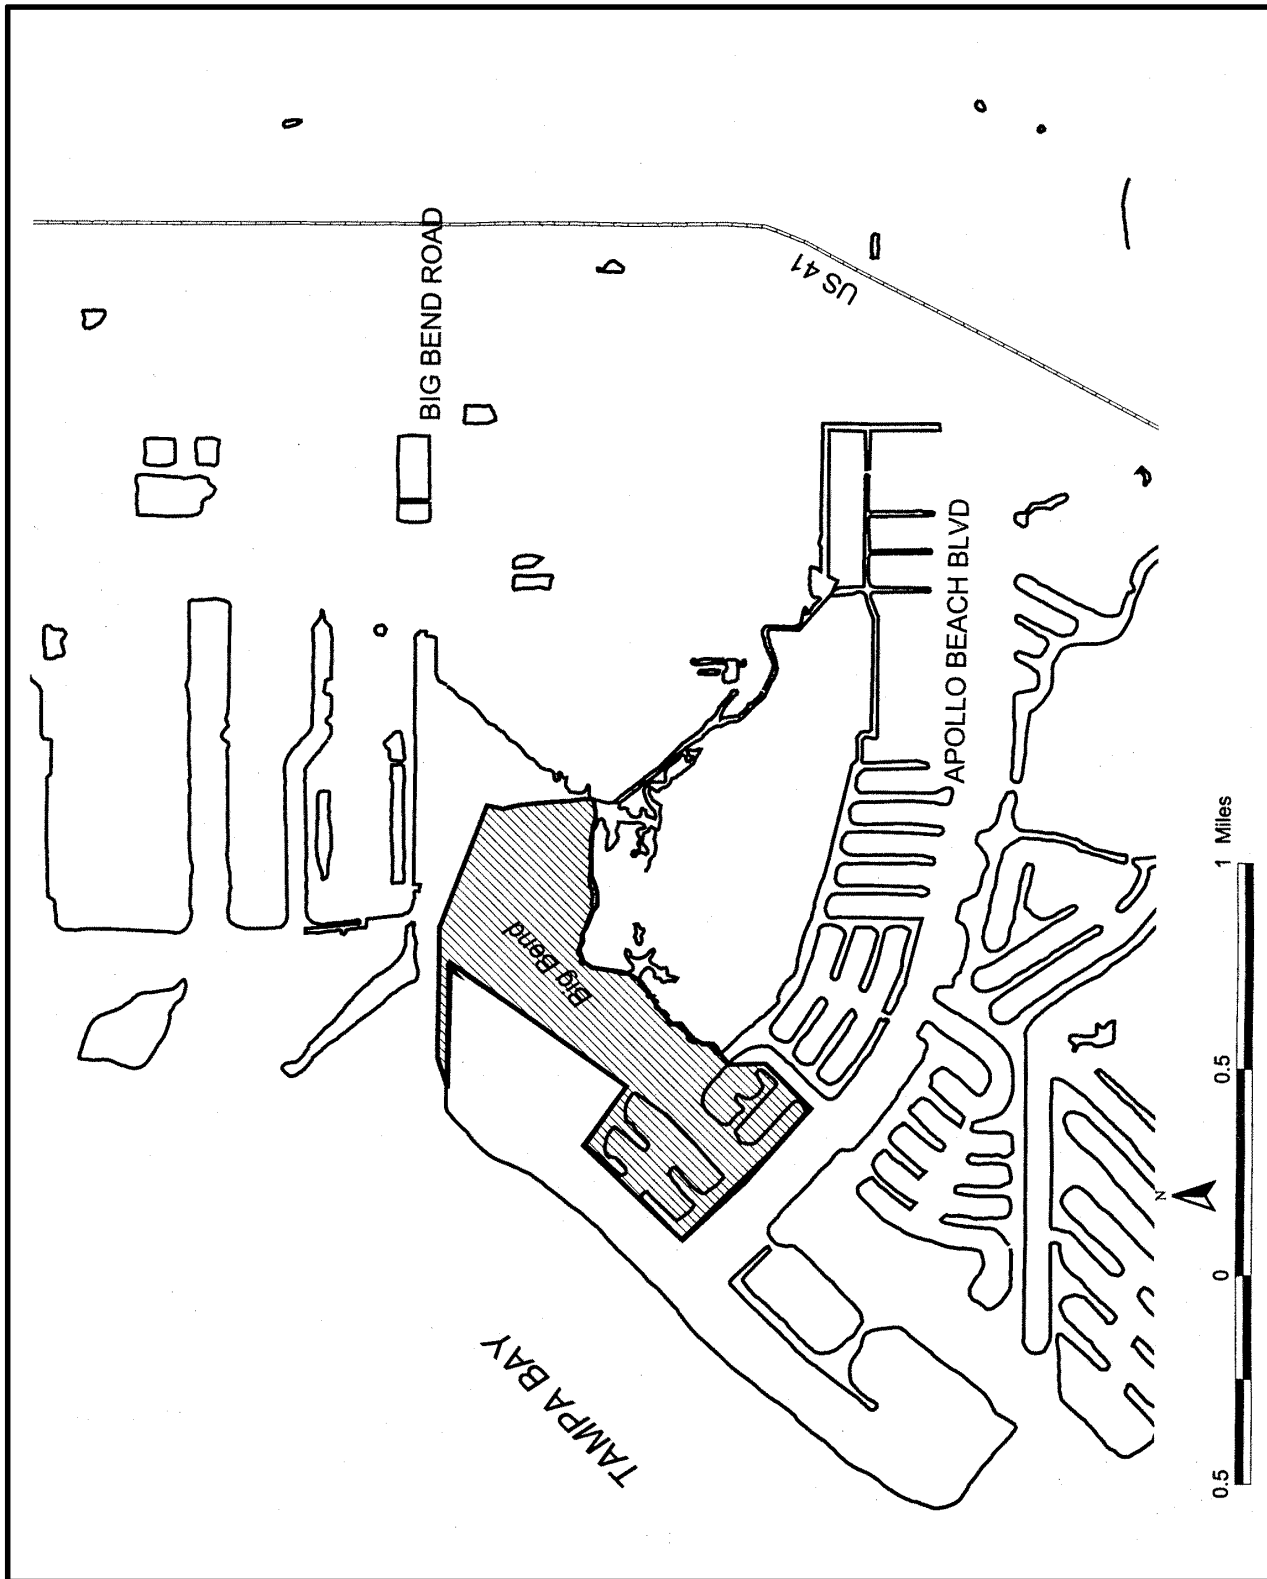 BIG BEND ROAD
US 41
Big Bend
APOLLO BEACH BLVD
TAMPA BAY
N
0.5 0 0.5 1 Miles